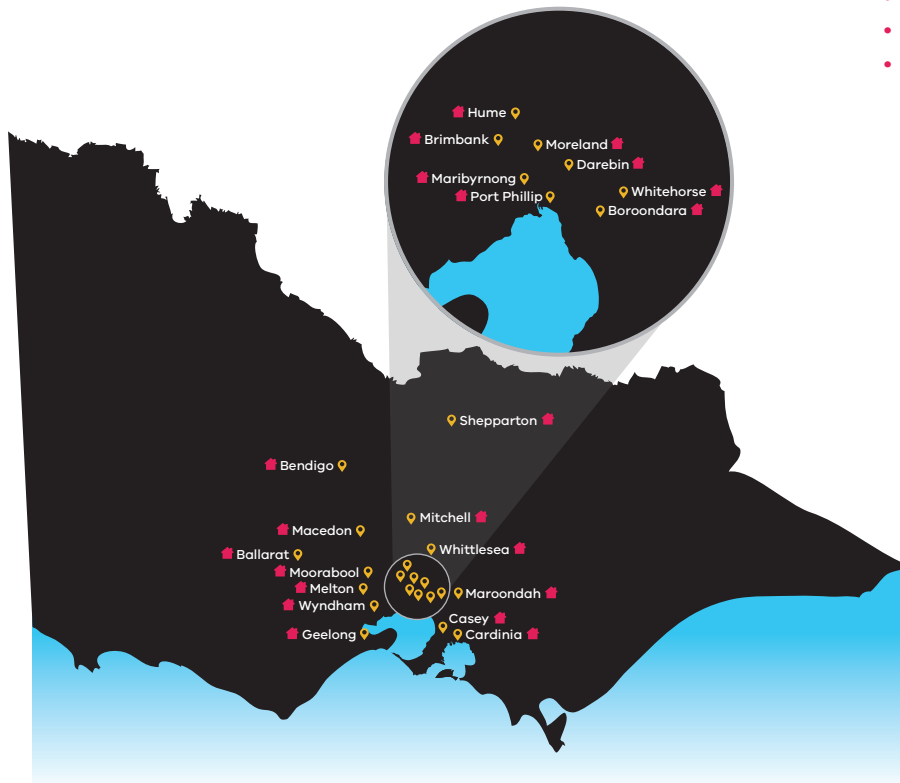 Hume
Brimbank
Moreland
Darebin
Maribyrnong
Whitehorse
Port Phillip
Boroondara
Shepparton
Bendigo
Mitchell
Macedon
Whittlesea
Ballarat
Moorabool
Melton
Maroondah
Wyndham
Casey
Geelong
Cardinia